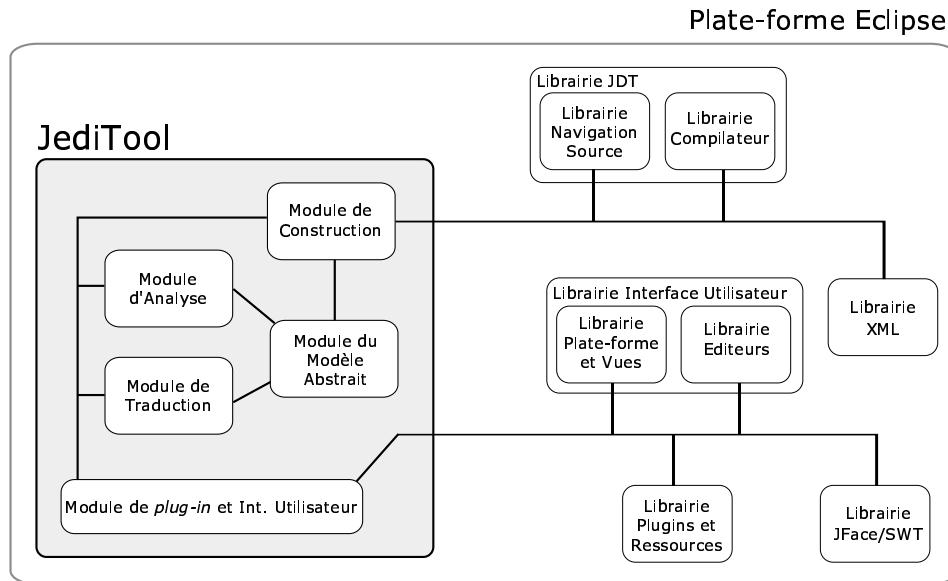 Plate-forme Eclipse
JediTool
Librairie JDT
Librairie
Navigation
Source
Librairie
Compilateur
Module de
Construction
Module
d'Analyse
Module du
Modèle
Abstrait
Module de
Traduction
Module de plug-in et Int. Utilisateur
Librairie Interface Utilisateur
Librairie
Plate-forme
et Vues
Librairie
Editeurs
Librairie
XML
Librairie
Plugins et
Ressources
Librairie
JFace/SWT